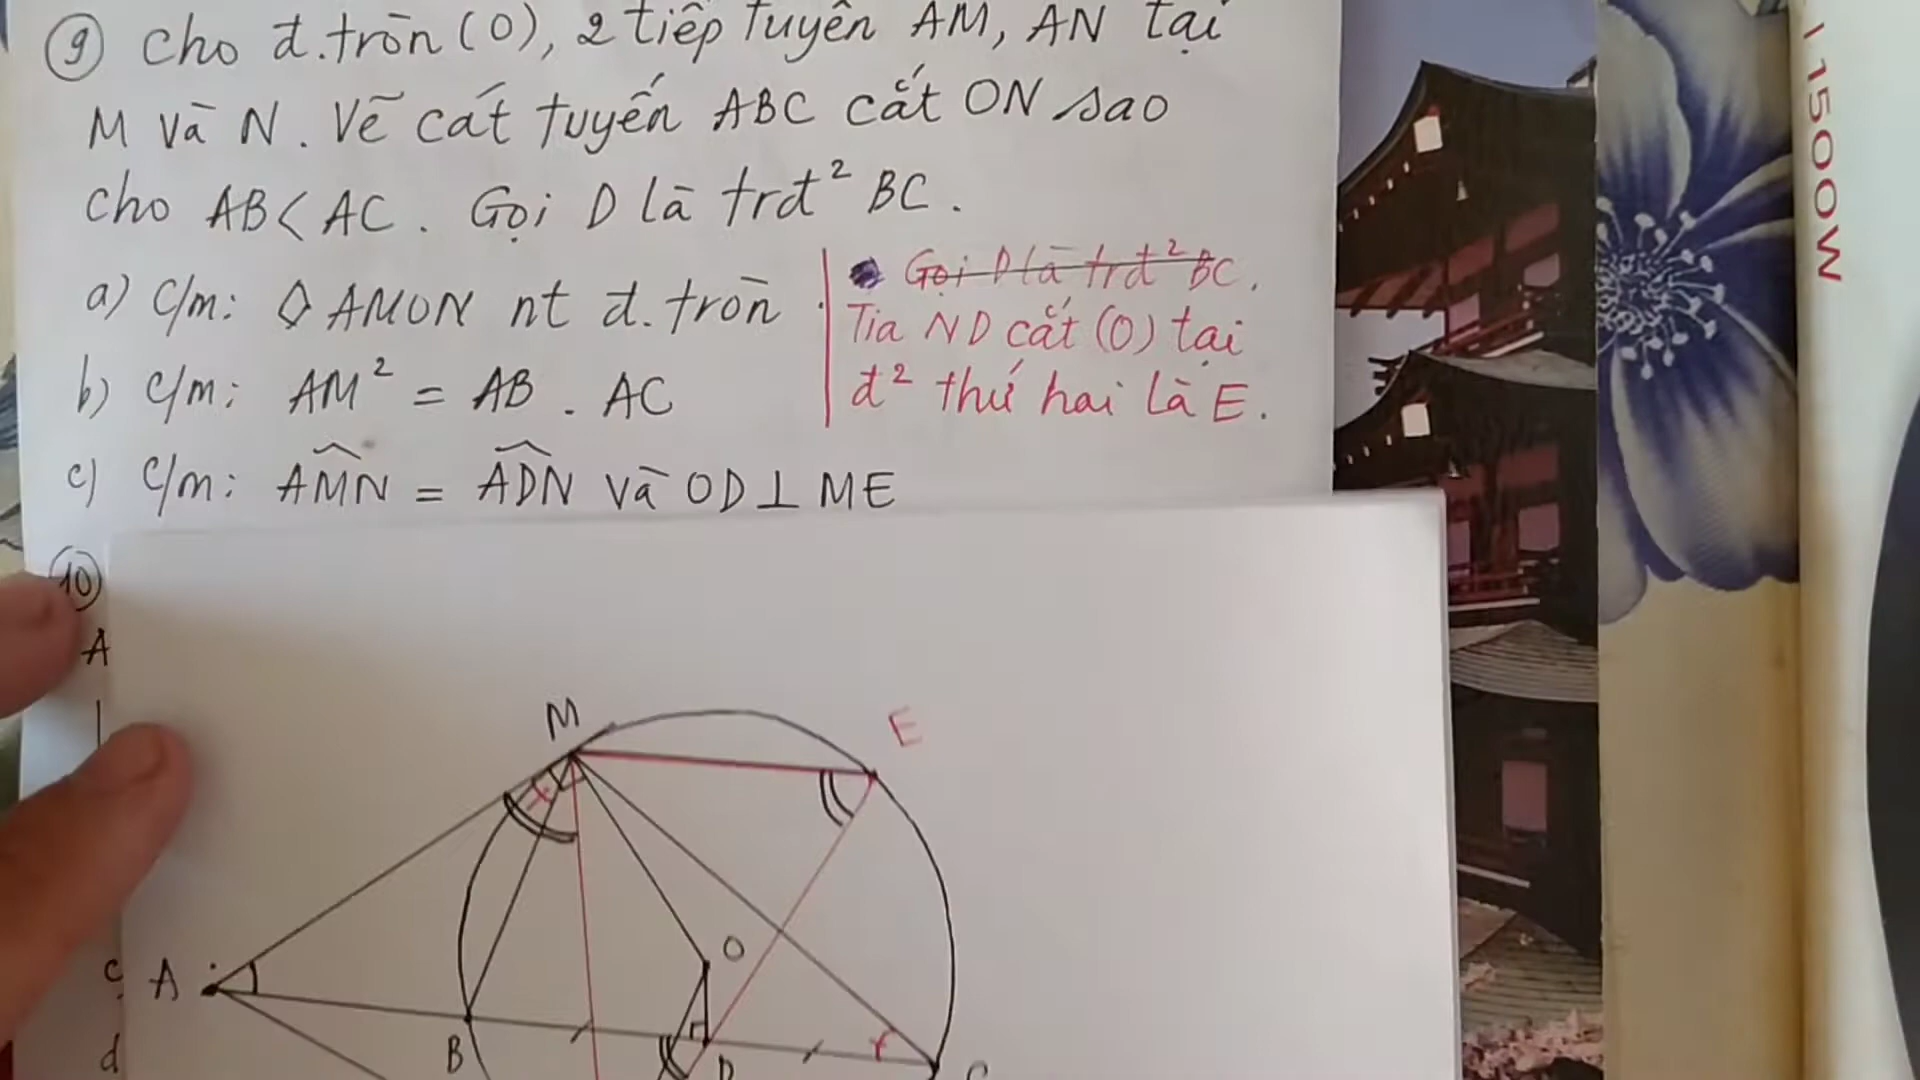 9 Cho đ.tròn (O), 2 tiếp tuyến AM, AN tại
M và N. Vẽ cát tuyến ABC cắt ON sao
cho AB < AC. Gọi D là trđ² BC.
a) c/m: ◊ AMON nt đ.tròn.
b) c/m: AM² = AB . AC
c) c/m: AMN = ADN và OD ⊥ ME
Gọi D là trđ² BC.
Tia ND cắt (O) tại
đ² thứ hai là E.
10
A
c
d
M
E
O
A
B
D
C
1500W